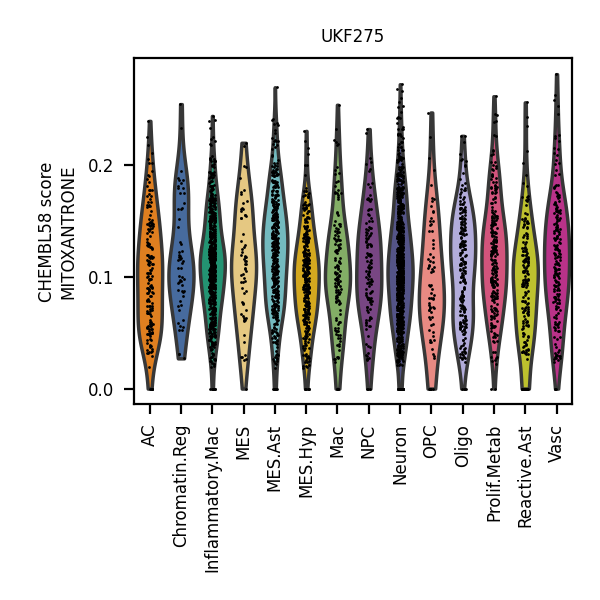 UKF275
CHEMBL58 score
MITOXANTRONE
0.2
0.1
0.0
AC
Chromatin.Reg
Inflammatory.Mac
MES
MES.Ast
MES.Hyp
Mac
NPC
Neuron
OPC
Oligo
Prolif.Metab
Reactive.Ast
Vasc